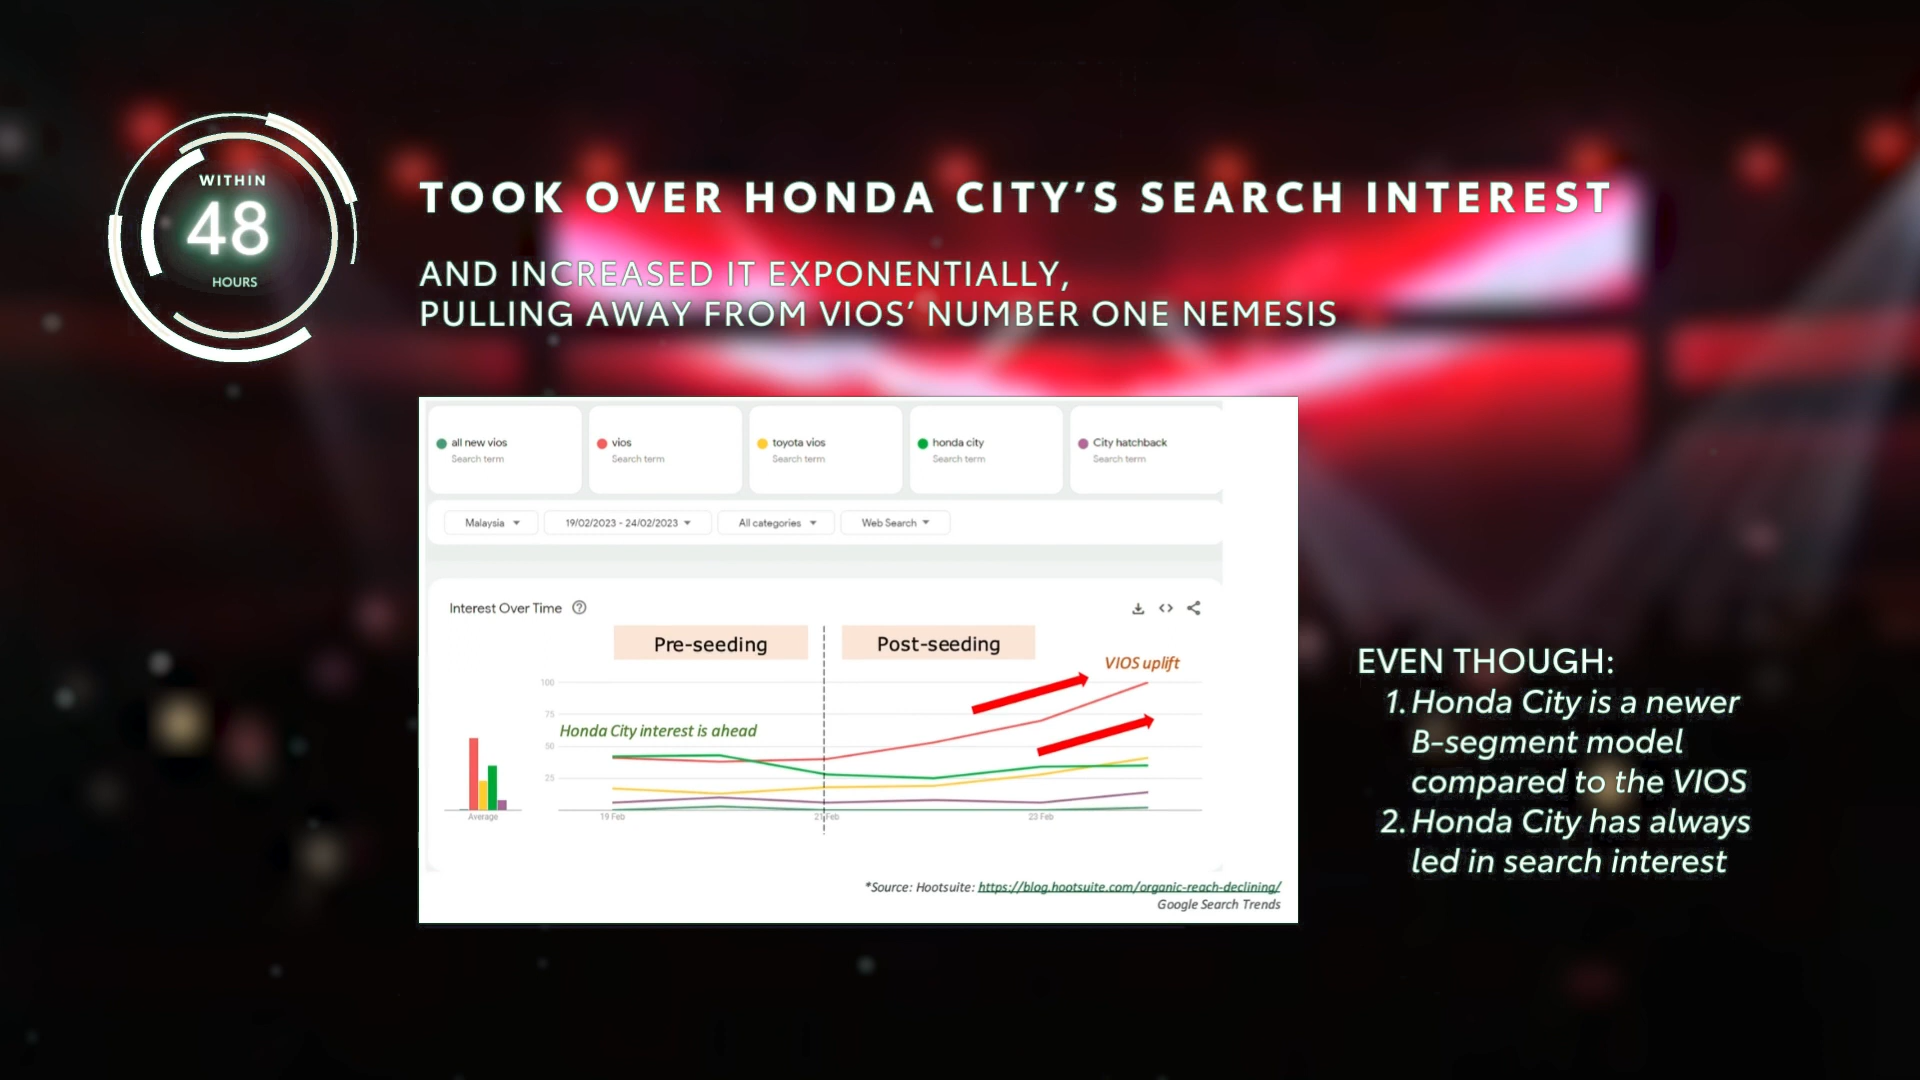 WITHIN
48
HOURS
TOOK OVER HONDA CITY’S SEARCH INTEREST
AND INCREASED IT EXPONENTIALLY,
PULLING AWAY FROM VIOS’ NUMBER ONE NEMESIS
all new vios
Search term
vios
Search term
toyota vios
Search term
honda city
Search term
City hatchback
Search term
Malaysia
19/02/2023 - 24/02/2023
All categories
Web Search
Interest Over Time
Pre-seeding
Post-seeding
VIOS uplift
Honda City interest is ahead
100
75
50
25
Average
19 Feb
21 Feb
23 Feb
*Source: Hootsuite: https://blog.hootsuite.com/organic-reach-declining/
Google Search Trends
EVEN THOUGH:
1. Honda City is a newer
B-segment model
compared to the VIOS
2. Honda City has always
led in search interest